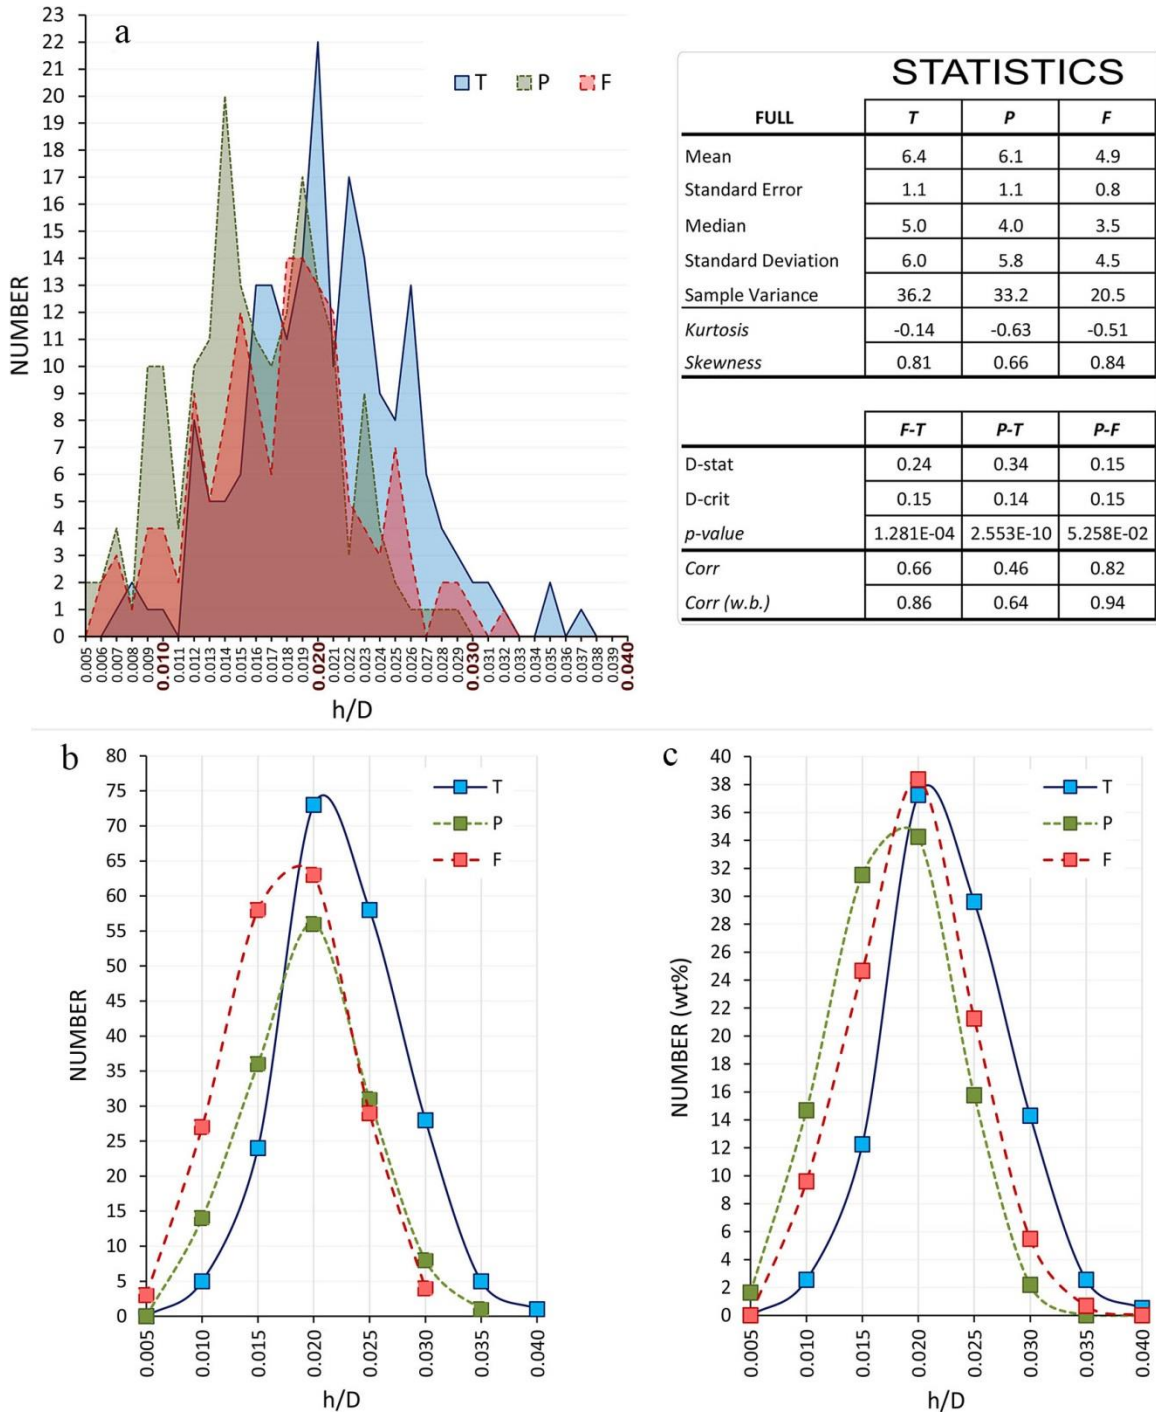 a
23
22
21
20
19
18
17
16
15
14
13
12
11
10
9
8
7
6
5
4
3
2
1
0
NUMBER
T P F
0.005 0.006 0.007 0.008 0.009 0.010 0.011 0.012 0.013 0.014 0.015 0.016 0.017 0.018 0.019 0.020 0.021 0.022 0.023 0.024 0.025 0.026 0.027 0.028 0.029 0.030 0.031 0.032 0.033 0.034 0.035 0.036 0.037 0.038 0.039 0.040
h/D
STATISTICS
FULL T P F
Mean 6.4 6.1 4.9
Standard Error 1.1 1.1 0.8
Median 5.0 4.0 3.5
Standard Deviation 6.0 5.8 4.5
Sample Variance 36.2 33.2 20.5
Kurtosis -0.14 -0.63 -0.51
Skewness 0.81 0.66 0.84
F-T P-T P-F
D-stat 0.24 0.34 0.15
D-crit 0.15 0.14 0.15
p-value 1.281E-04 2.553E-10 5.258E-02
Corr 0.66 0.46 0.82
Corr (w.b.) 0.86 0.64 0.94
b
80
75
70
65
60
55
50
45
40
35
30
25
20
15
10
5
0
NUMBER
T
P
F
0.005 0.010 0.015 0.020 0.025 0.030 0.035 0.040
h/D
c
40
38
36
34
32
30
28
26
24
22
20
18
16
14
12
10
8
6
4
2
0
NUMBER (wt%)
T
P
F
0.005 0.010 0.015 0.020 0.025 0.030 0.035 0.040
h/D